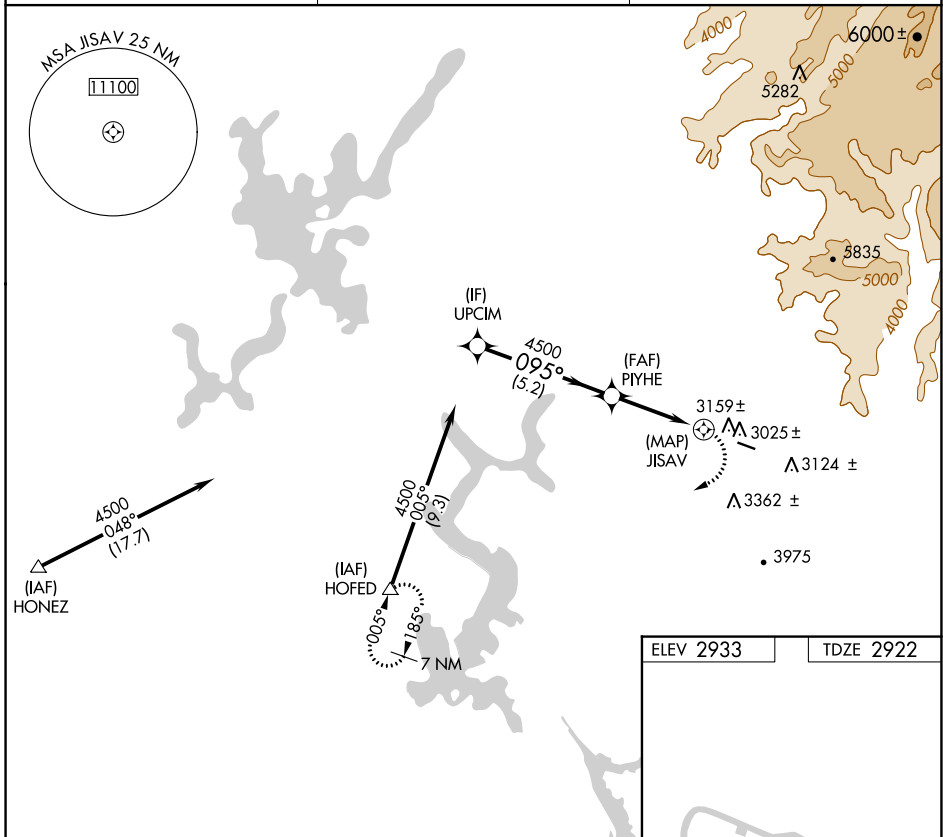 MSA JISAV 25 NM
11100
4000
6000±
5282
5000
5835
5000
4000
(IF)
UPCIM
4500
095°
(5.2)
(FAF)
PIYHE
3159±
3025±
(MAP)
JISAV
3124 ±
3362 ±
3975
4500
048°
(17.7)
(IAF)
HONEZ
4500
005°
(9.3)
(IAF)
HOFED
005°
185°
7 NM
ELEV 2933
TDZE 2922